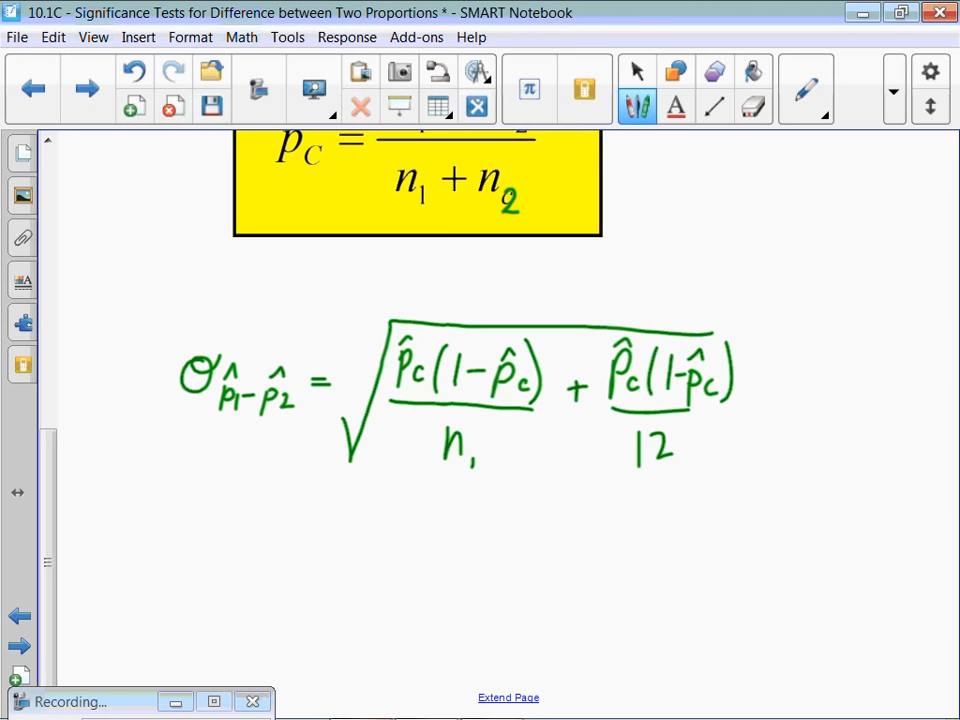 10.1C - Significance Tests for Difference between Two Proportions * - SMART Notebook
File Edit View Insert Format Math Tools Response Add-ons Help
π A
p_C =
n₁ + n₂
σ_p̂1-p̂2 = √ p̂c(1-p̂c) + p̂c(1-p̂c)
n₁ 12
Extend Page
Recording...